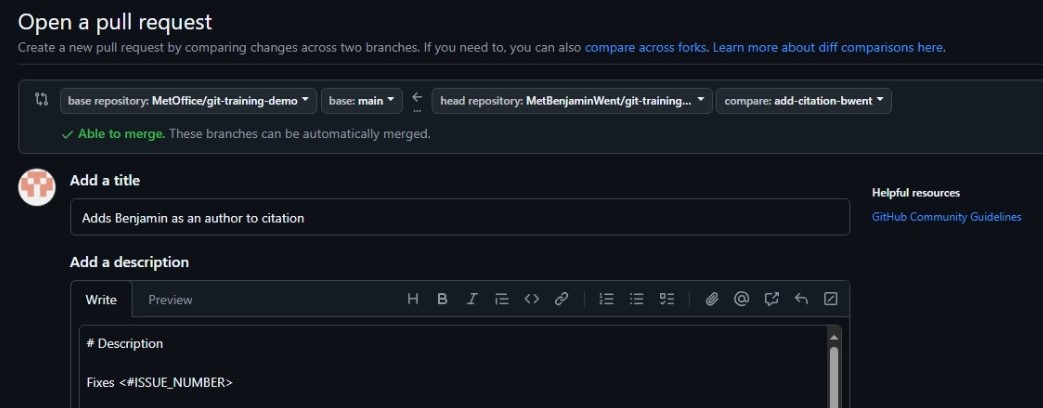 Open a pull request
Create a new pull request by comparing changes across two branches. If you need to, you can also compare across forks. Learn more about diff comparisons here.
base repository: MetOffice/git-training-demo base: main ← ... head repository: MetBenjaminWent/git-training... compare: add-citation-bwent
Able to merge. These branches can be automatically merged.
Add a title
Helpful resources
Adds Benjamin as an author to citation
GitHub Community Guidelines
Add a description
Write Preview H B I
# Description
Fixes <#ISSUE_NUMBER>